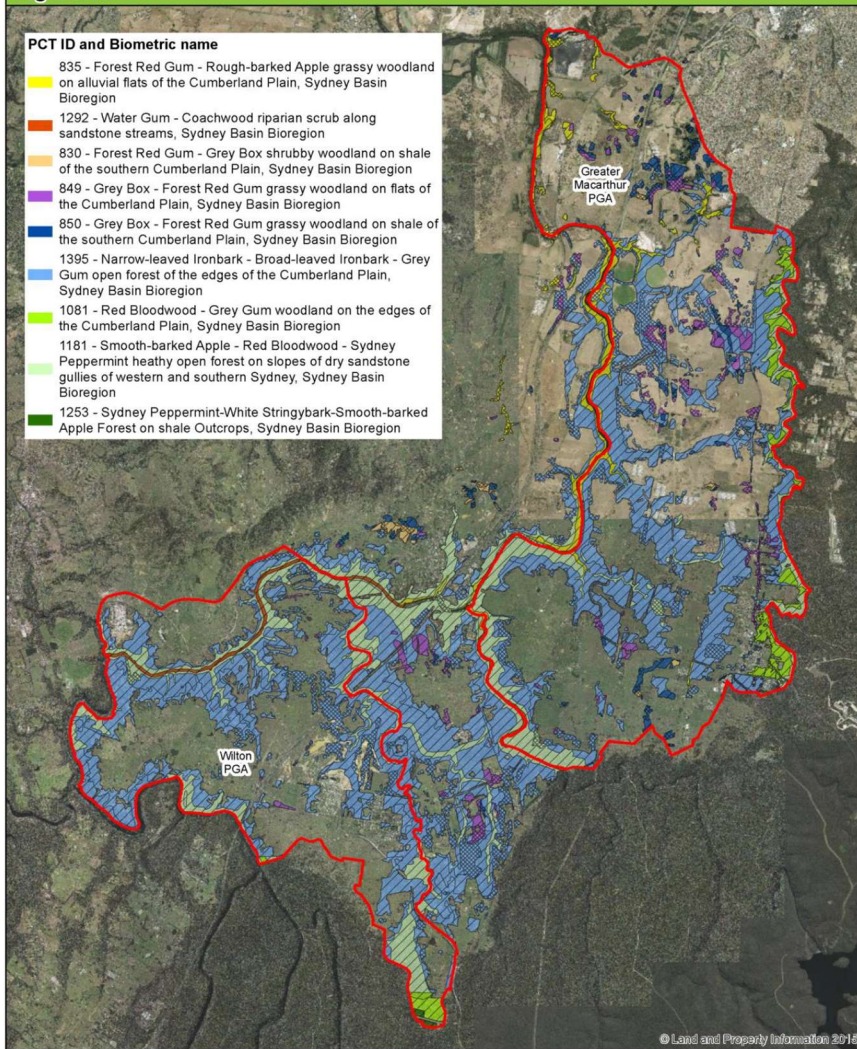 PCT ID and Biometric name
835 - Forest Red Gum - Rough-barked Apple grassy woodland
on alluvial flats of the Cumberland Plain, Sydney Basin
Bioregion
1292 - Water Gum - Coachwood riparian scrub along
sandstone streams, Sydney Basin Bioregion
830 - Forest Red Gum - Grey Box shrubby woodland on shale
of the southern Cumberland Plain, Sydney Basin Bioregion
849 - Grey Box - Forest Red Gum grassy woodland on flats of
the Cumberland Plain, Sydney Basin Bioregion
850 - Grey Box - Forest Red Gum grassy woodland on shale of
the southern Cumberland Plain, Sydney Basin Bioregion
1395 - Narrow-leaved Ironbark - Broad-leaved Ironbark - Grey
Gum open forest of the edges of the Cumberland Plain,
Sydney Basin Bioregion
1081 - Red Bloodwood - Grey Gum woodland on the edges of
the Cumberland Plain, Sydney Basin Bioregion
1181 - Smooth-barked Apple - Red Bloodwood - Sydney
Peppermint heathy open forest on slopes of dry sandstone
gullies of western and southern Sydney, Sydney Basin
Bioregion
1253 - Sydney Peppermint-White Stringybark-Smooth-barked
Apple Forest on shale Outcrops, Sydney Basin Bioregion
Greater
Macarthur
PGA
Wilton
PGA
© Land and Property Information 2015